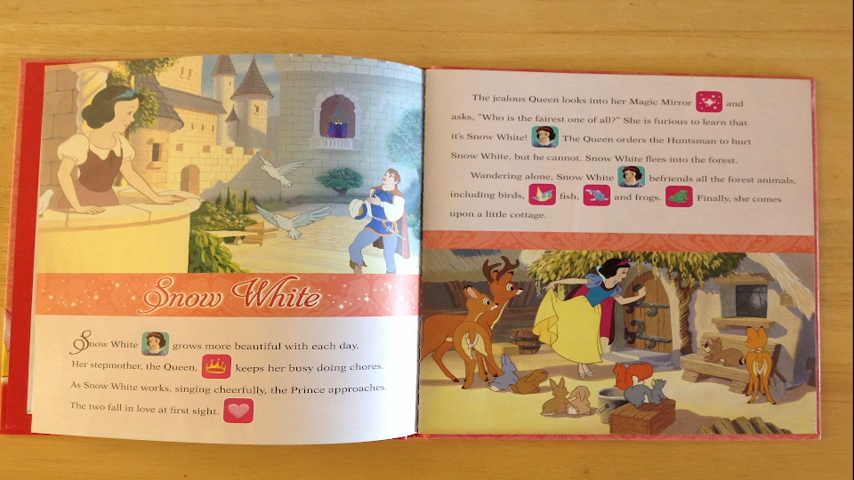 Snow White
Snow White grows more beautiful with each day.
Her stepmother, the Queen, keeps her busy doing chores.
As Snow White works, singing cheerfully, the Prince approaches.
The two fall in love at first sight.
The jealous Queen looks into her Magic Mirror and
asks, “Who is the fairest one of all?” She is furious to learn that
it’s Snow White! The Queen orders the Huntsman to hurt
Snow White, but he cannot. Snow White flees into the forest.
Wandering alone, Snow White befriends all the forest animals,
including birds, fish, and frogs. Finally, she comes
upon a little cottage.